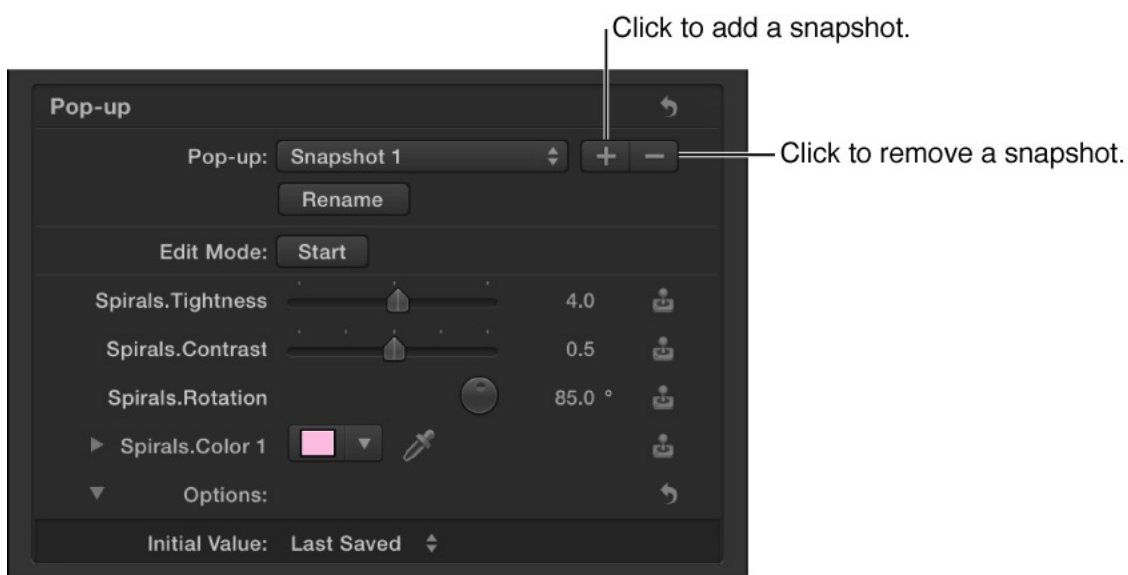 Click to add a snapshot.
Pop-up
Pop-up: Snapshot 1 + − Click to remove a snapshot.
Rename
Edit Mode: Start
Spirals.Tightness 4.0
Spirals.Contrast 0.5
Spirals.Rotation 85.0 °
Spirals.Color 1
Options:
Initial Value: Last Saved